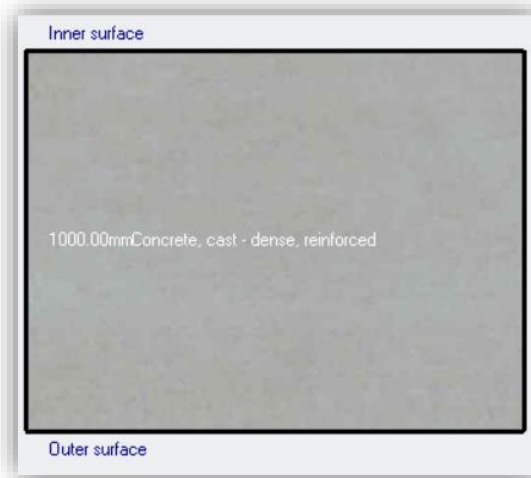 Inner surface
1000.00mmConcrete, cast - dense, reinforced
Outer surface